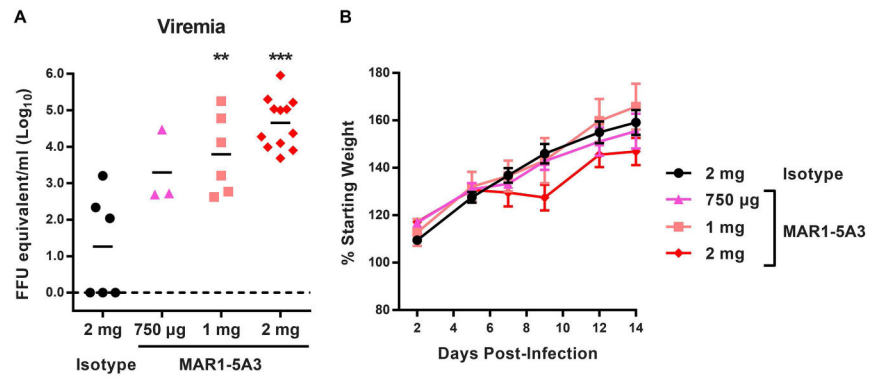 A
Viremia
** ***
FFU equivalent/ml (Log10)
6.0
5.0
4.0
3.0
2.0
1.0
0.0
2 mg 750 µg 1 mg 2 mg
Isotype MAR1-5A3
B
% Starting Weight
180
160
140
120
100
80
2 4 6 8 10 12 14
Days Post-Infection
2 mg Isotype
750 µg
1 mg MAR1-5A3
2 mg